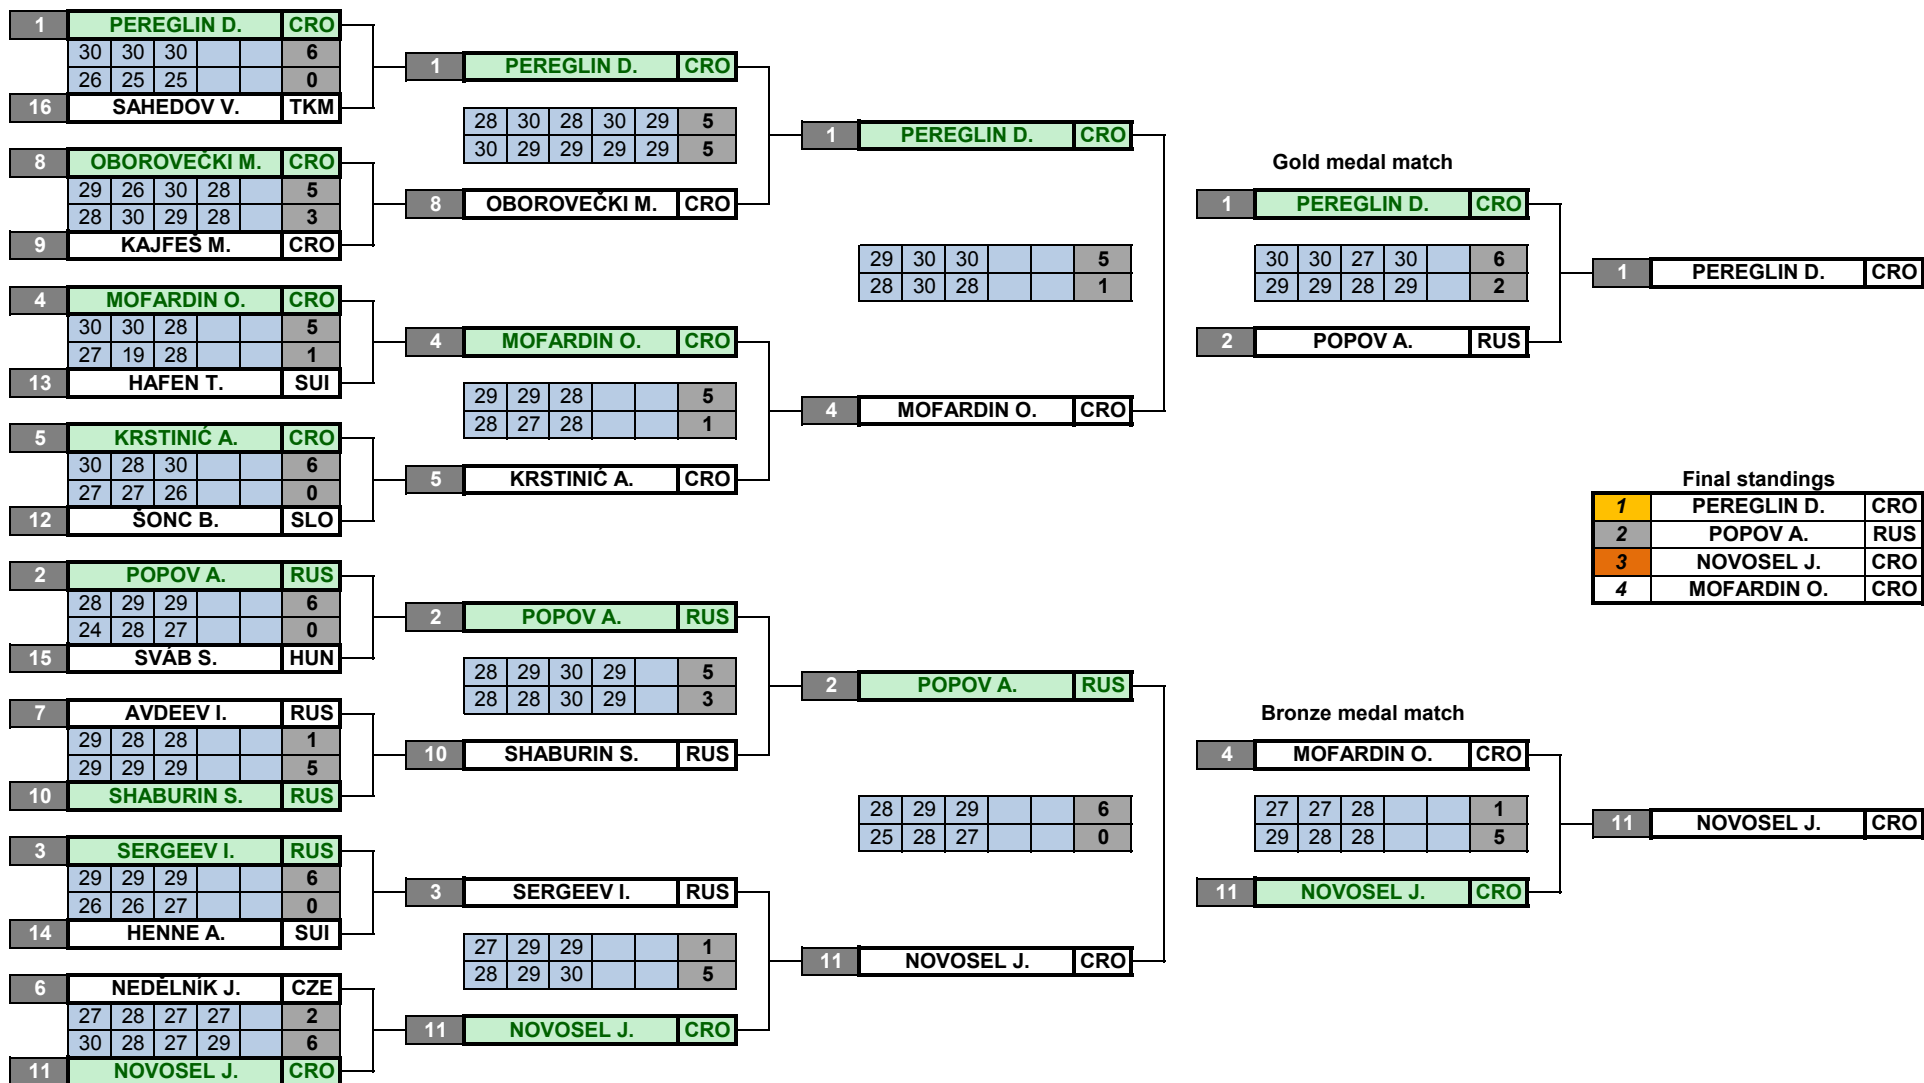 1 PEREGLIN D. CRO
30 30 30 6
26 25 25 0
16 SAHEDOV V. TKM
8 OBOROVEČKI M. CRO
29 26 30 28 5
28 30 29 28 3
9 KAJFEŠ M. CRO
4 MOFARDIN O. CRO
30 30 28 5
27 19 28 1
13 HAFEN T. SUI
5 KRSTINIĆ A. CRO
30 28 30 6
27 27 26 0
12 ŠONC B. SLO
2 POPOV A. RUS
28 29 29 6
24 28 27 0
15 SVÁB S. HUN
7 AVDEEV I. RUS
29 28 28 1
29 29 29 5
10 SHABURIN S. RUS
3 SERGEEV I. RUS
29 29 29 6
26 26 27 0
14 HENNE A. SUI
6 NEDĚLNÍK J. CZE
27 28 27 27 2
30 28 27 29 6
11 NOVOSEL J. CRO
1 PEREGLIN D. CRO
28 30 28 30 29 5
30 29 29 29 29 5
8 OBOROVEČKI M. CRO
4 MOFARDIN O. CRO
29 29 28 5
28 27 28 1
5 KRSTINIĆ A. CRO
2 POPOV A. RUS
28 29 30 29 5
28 28 30 29 3
10 SHABURIN S. RUS
3 SERGEEV I. RUS
27 29 29 1
28 29 30 5
11 NOVOSEL J. CRO
1 PEREGLIN D. CRO
29 30 30 5
28 30 28 1
4 MOFARDIN O. CRO
2 POPOV A. RUS
28 29 29 6
25 28 27 0
11 NOVOSEL J. CRO
Gold medal match
1 PEREGLIN D. CRO
30 30 27 30 6
29 29 28 29 2
2 POPOV A. RUS
1 PEREGLIN D. CRO
Bronze medal match
4 MOFARDIN O. CRO
27 27 28 1
29 28 28 5
11 NOVOSEL J. CRO
11 NOVOSEL J. CRO
Final standings
1 PEREGLIN D. CRO
2 POPOV A. RUS
3 NOVOSEL J. CRO
4 MOFARDIN O. CRO